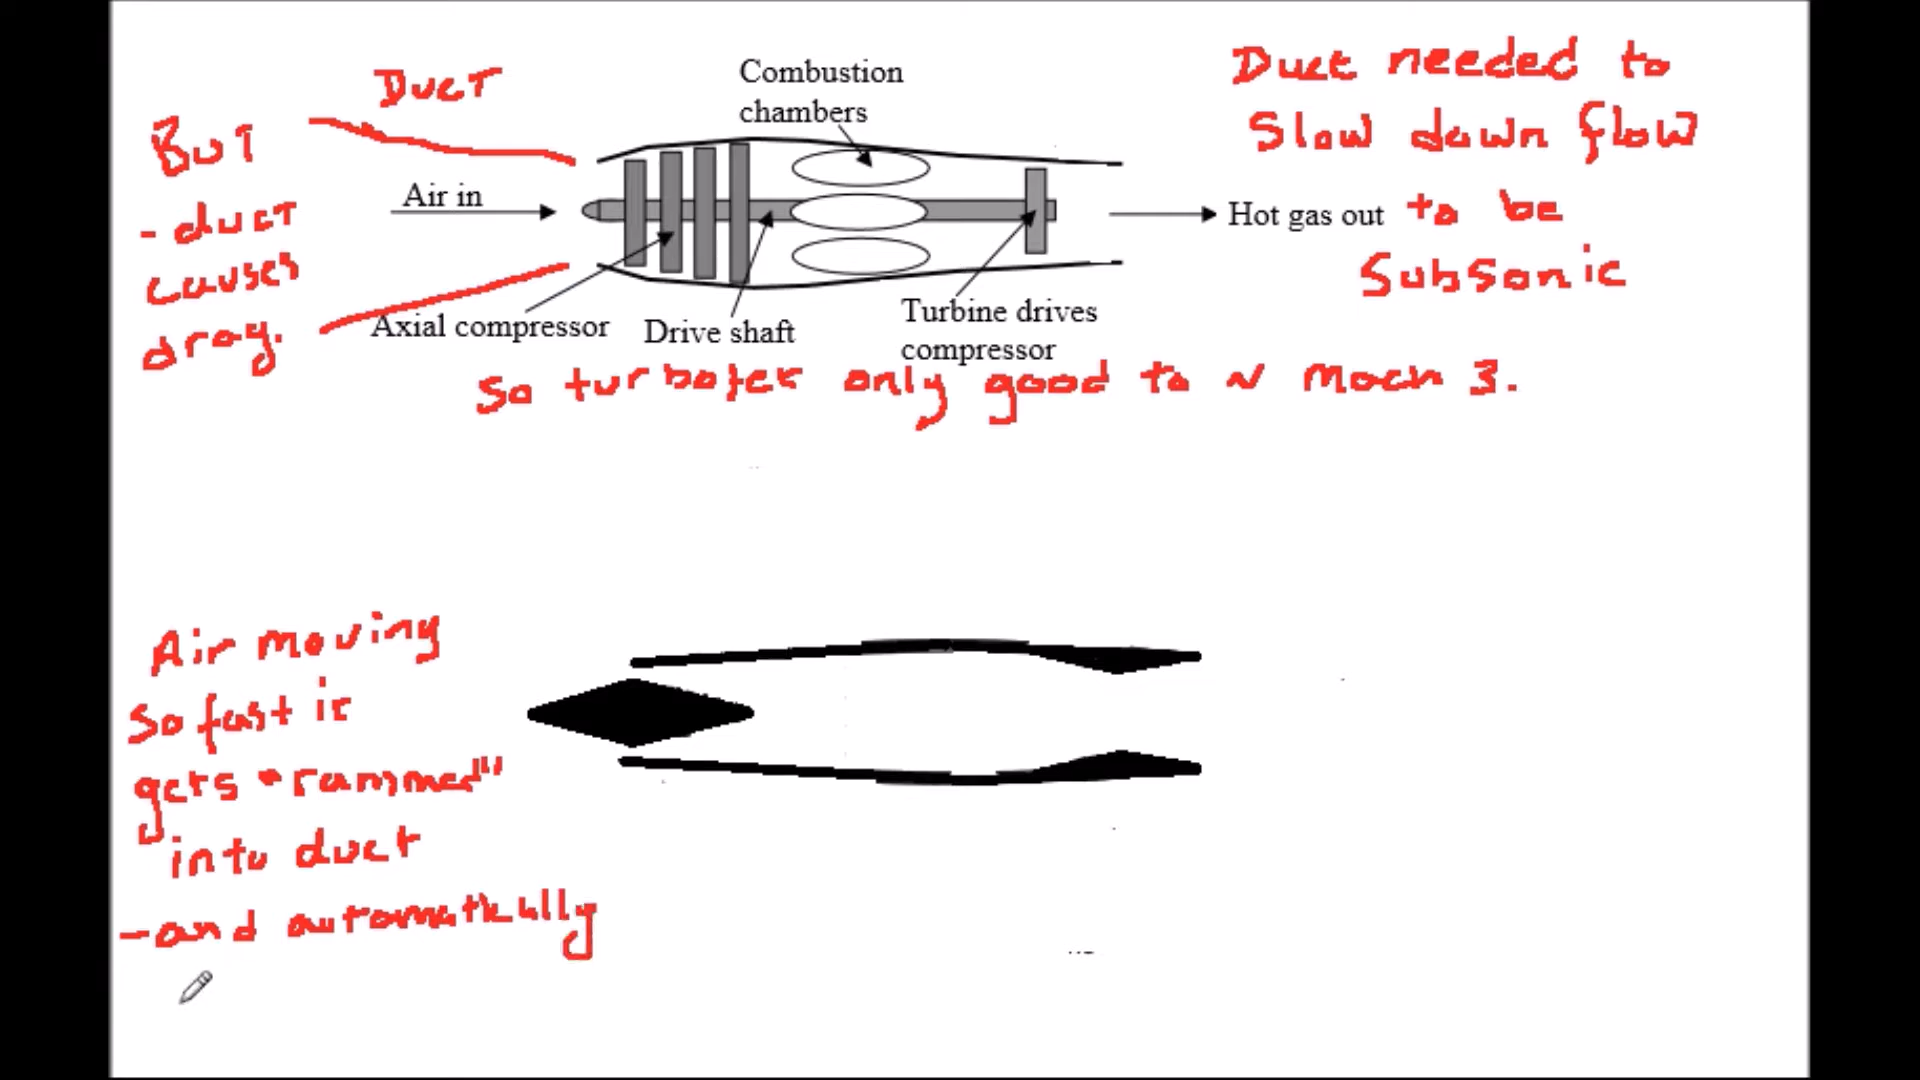 DUCT
Combustion
chambers
Duct needed to
slow down flow
to be
subsonic
BUT
- duct
causes
drag.
Air in
Hot gas out
Axial compressor
Drive shaft
Turbine drives
compressor
So turbojet only good to ~ Mach 3.
Air moving
so fast it
gets "rammed"
into duct
- and automatically